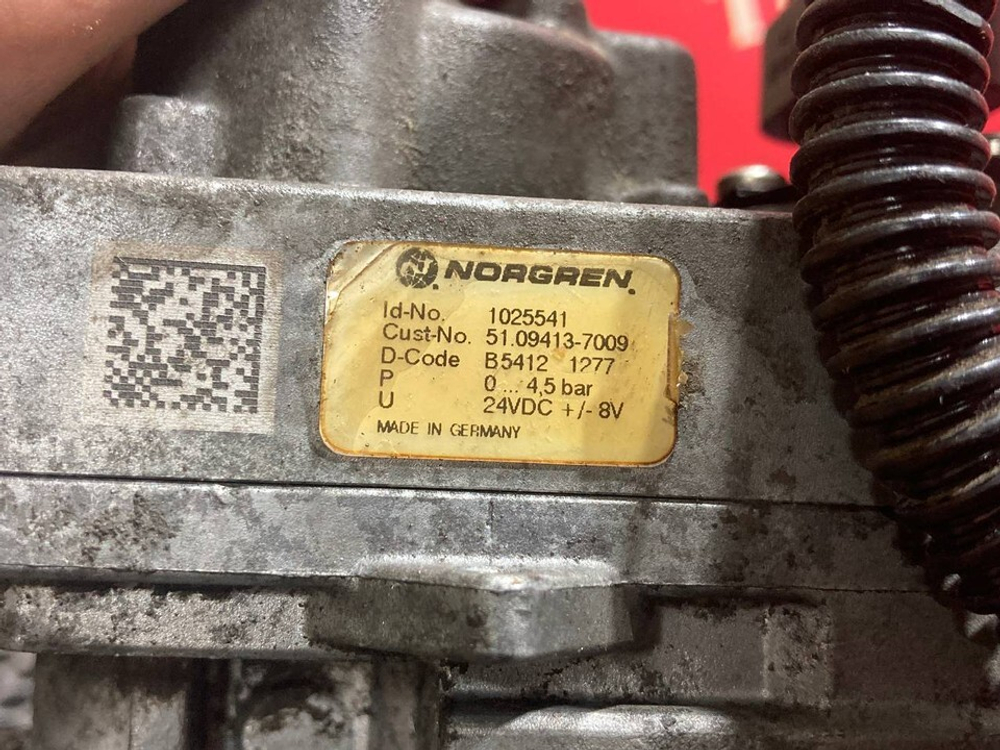 NORGREN.
Id-No. 1025541
Cust-No. 51.09413-7009
D-Code B5412 1277
P 0 ... 4,5 bar
U 24VDC +/- 8V
MADE IN GERMANY